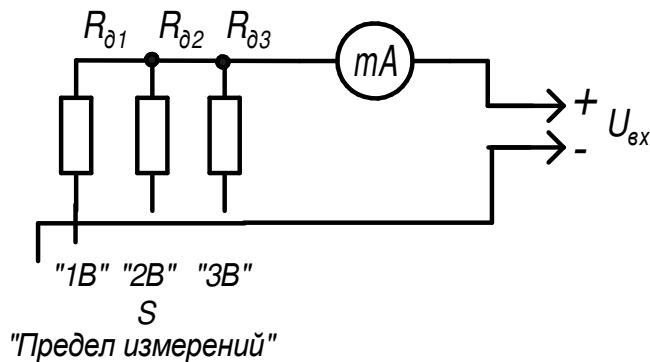 Rд1 Rд2 Rд3
mA
+
Uвх
-
"1В" "2В" "3В"
S
"Предел измерений"